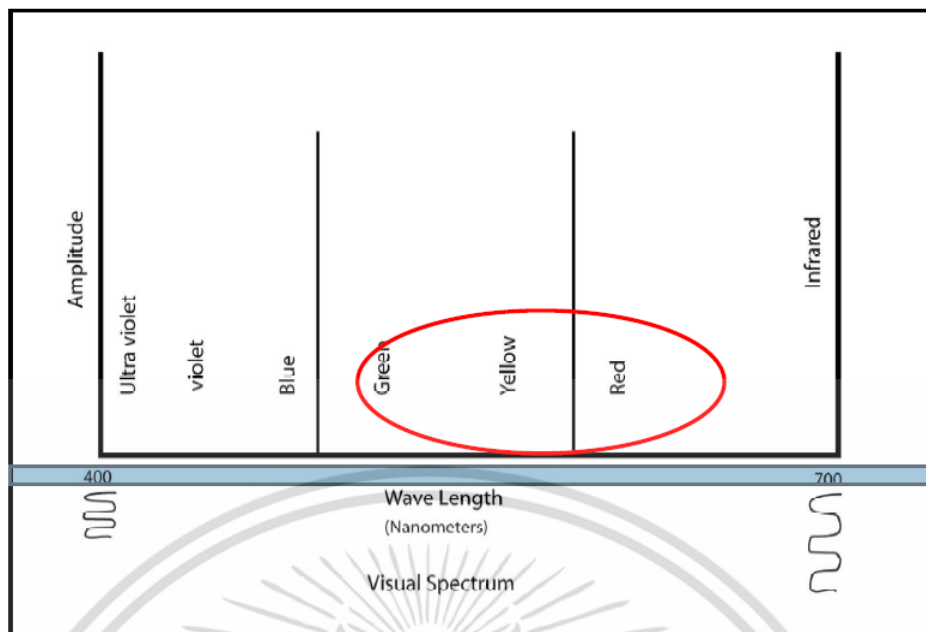 Amplitude
Ultra violet
violet
Blue
Green
Yellow
Red
Infrared
400
700
Wave Length
(Nanometers)
Visual Spectrum